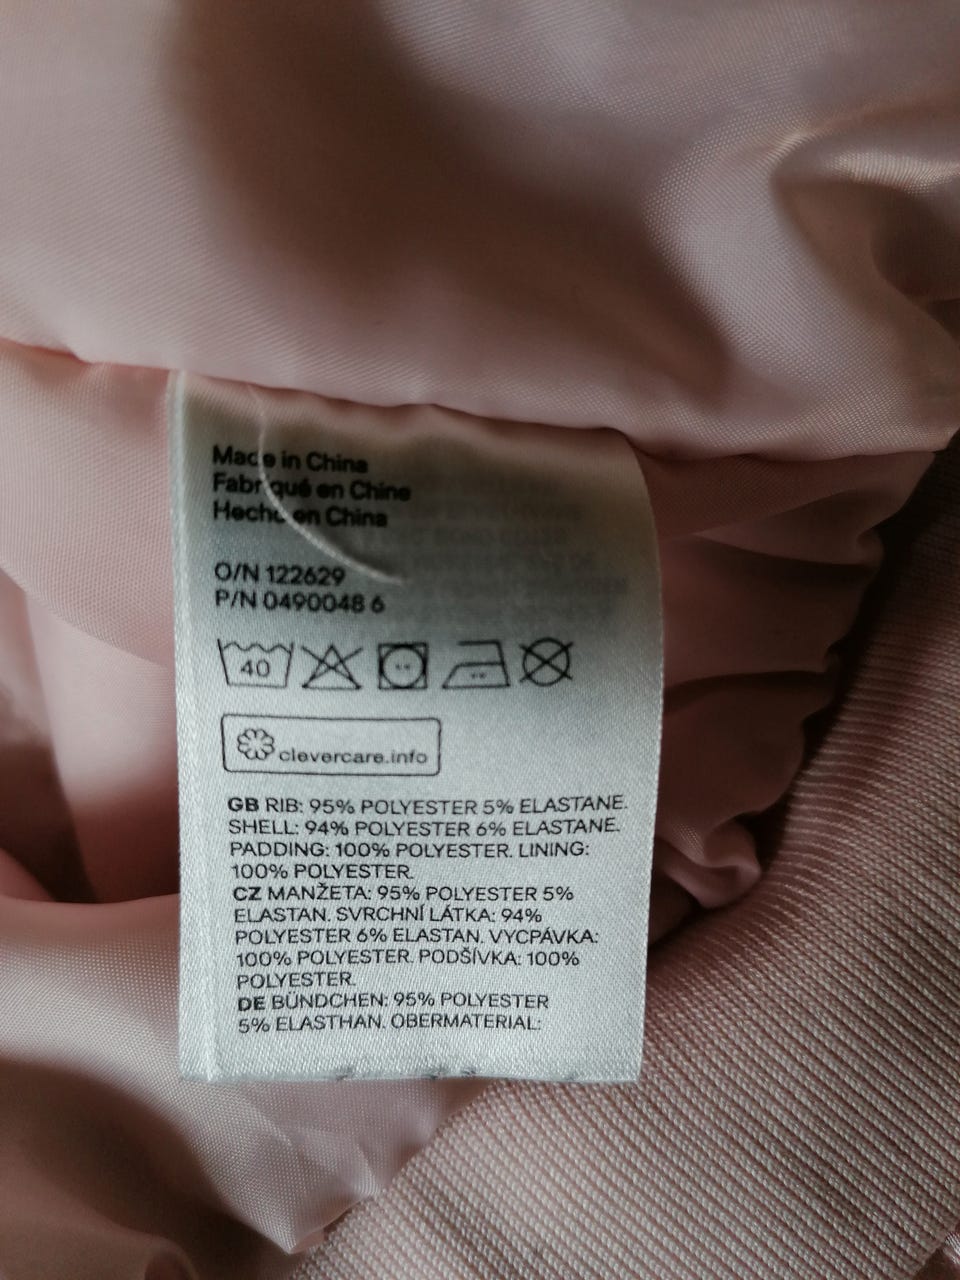 Made in China
Fabriqué en Chine
Hecho en China
O/N 122629
P/N 0490048 6
40
clevercare.info
GB RIB: 95% POLYESTER 5% ELASTANE.
SHELL: 94% POLYESTER 6% ELASTANE.
PADDING: 100% POLYESTER. LINING:
100% POLYESTER.
CZ MANŽETA: 95% POLYESTER 5%
ELASTAN. SVRCHNÍ LÁTKA: 94%
POLYESTER 6% ELASTAN. VYCPÁVKA:
100% POLYESTER. PODŠÍVKA: 100%
POLYESTER.
DE BÜNDCHEN: 95% POLYESTER
5% ELASTHAN. OBERMATERIAL: